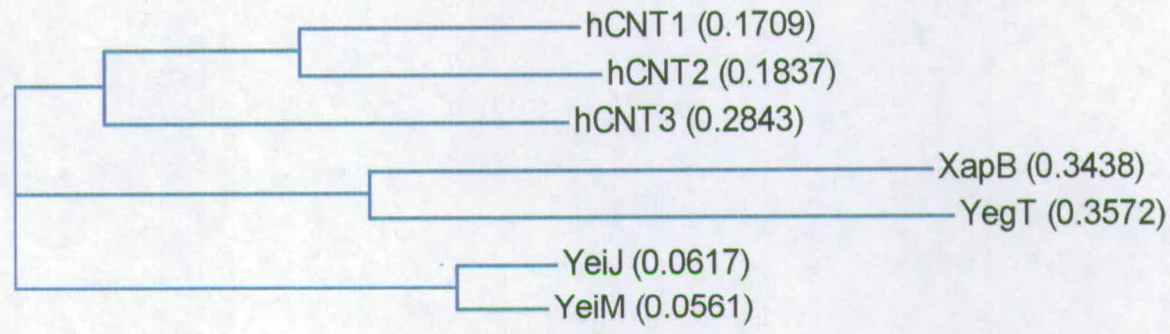 hCNT1 (0.1709)
hCNT2 (0.1837)
hCNT3 (0.2843)
XapB (0.3438)
YegT (0.3572)
YeiJ (0.0617)
YeiM (0.0561)